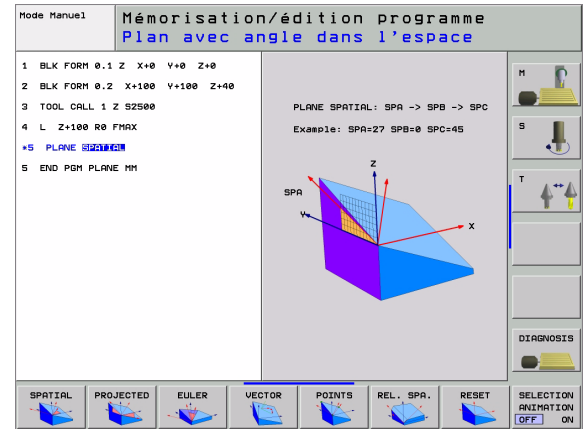 Mode Manuel
Mémorisation/édition programme
Plan avec angle dans l'espace
1 BLK FORM 0.1 Z X+0 Y+0 Z+0
2 BLK FORM 0.2 X+100 Y+100 Z+40
3 TOOL CALL 1 Z S2500
4 L Z+100 R0 FMAX
*5 PLANE SPATIAL
5 END PGM PLANE MM
PLANE SPATIAL: SPA -> SPB -> SPC
Example: SPA=27 SPB=0 SPC=45
Z
SPA
Y
X
M
S
T
DIAGNOSIS
SPATIAL PROJECTED EULER VECTOR POINTS REL. SPA. RESET
SELECTION
ANIMATION
OFF ON